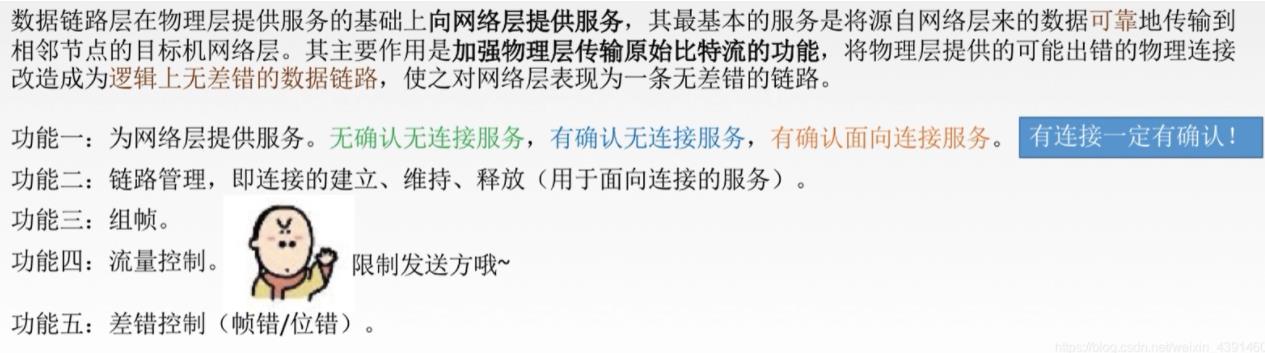 数据链路层在物理层提供服务的基础上向网络层提供服务，其最基本的服务是将源自网络层来的数据可靠地传输到
相邻节点的目标机网络层。其主要作用是加强物理层传输原始比特流的功能，将物理层提供的可能出错的物理连接
改造成为逻辑上无差错的数据链路，使之对网络层表现为一条无差错的链路。
功能一：为网络层提供服务。无确认无连接服务，有确认无连接服务，有确认面向连接服务。 有连接一定有确认！
功能二：链路管理，即连接的建立、维持、释放（用于面向连接的服务）。
功能三：组帧。
功能四：流量控制。 限制发送方哦~
功能五：差错控制（帧错/位错）。
https://blog.csdn.net/weixin_4391460